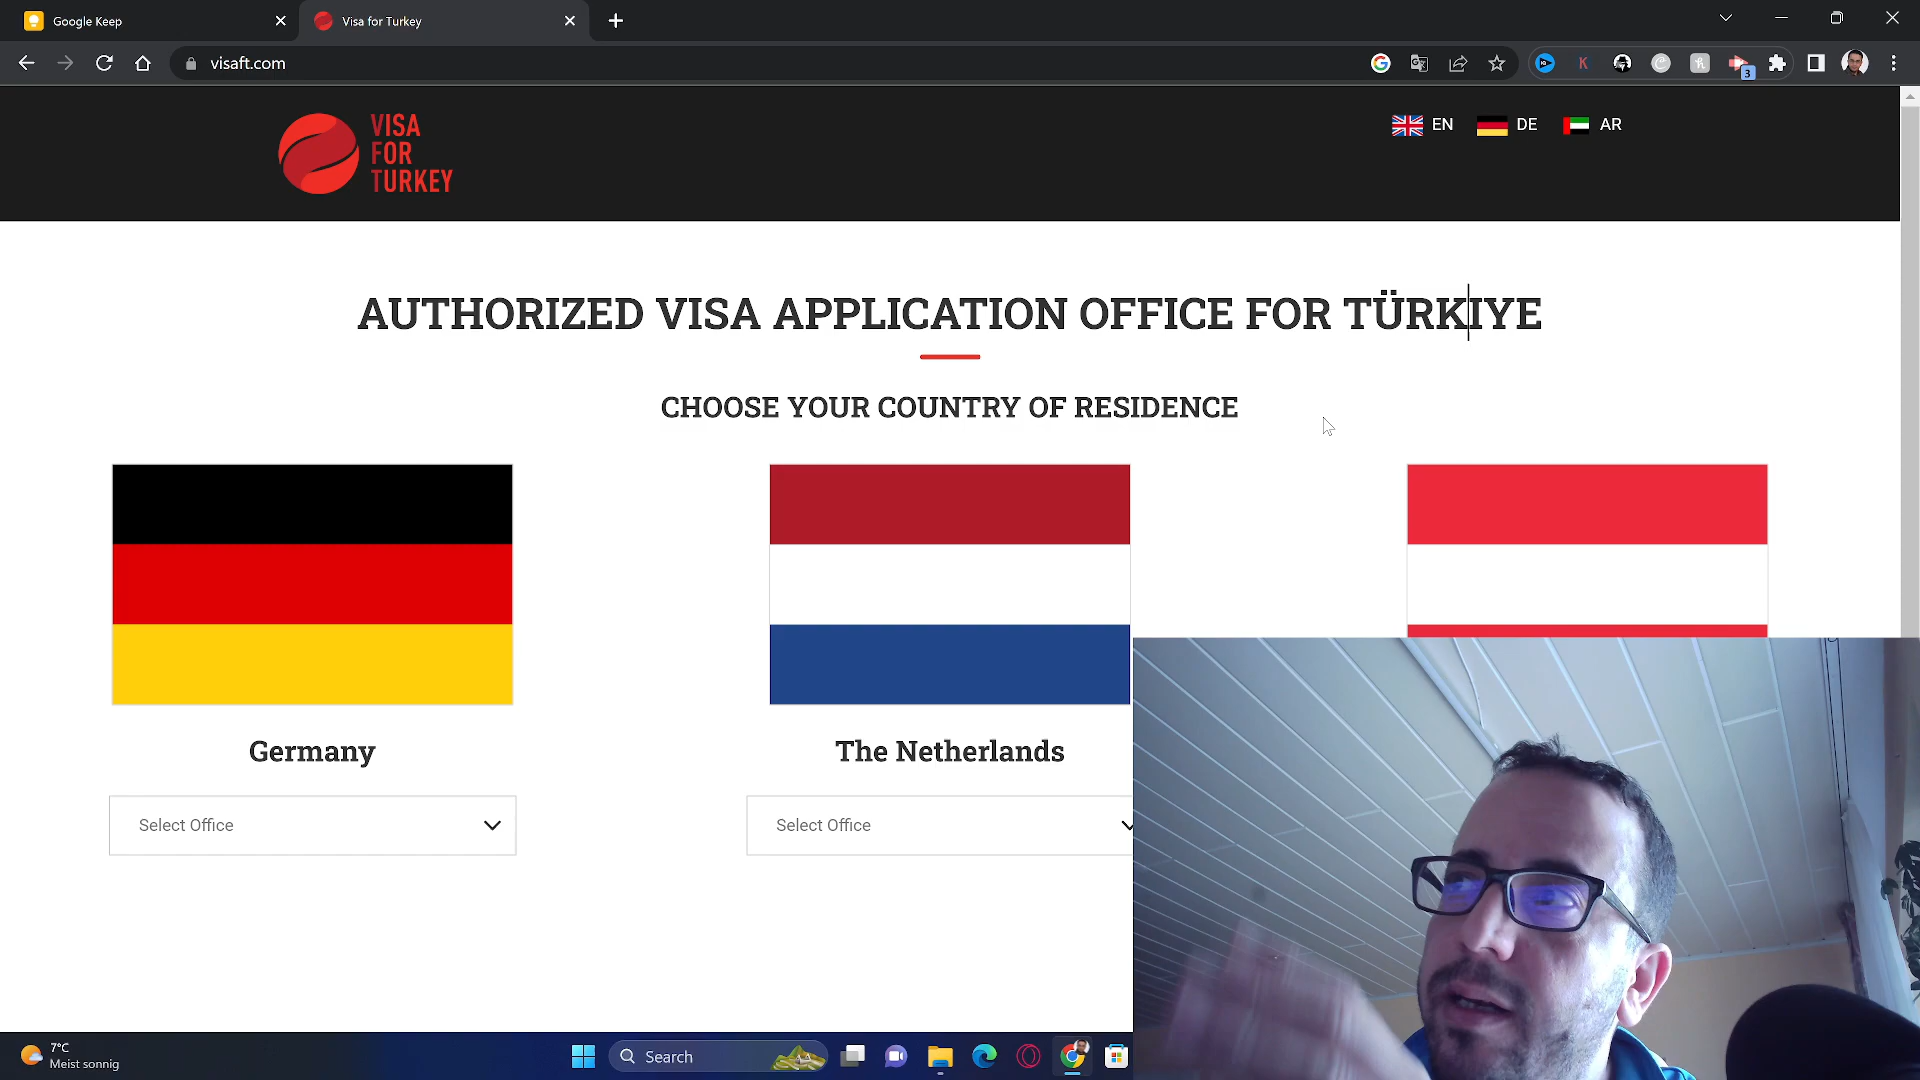 Google Keep
Visa for Turkey
visaft.com
K
3
VISA
FOR
TURKEY
EN
DE
AR
AUTHORIZED VISA APPLICATION OFFICE FOR TÜRKIYE
CHOOSE YOUR COUNTRY OF RESIDENCE
Germany
The Netherlands
Select Office
Select Office
7°C
Meist sonnig
Search